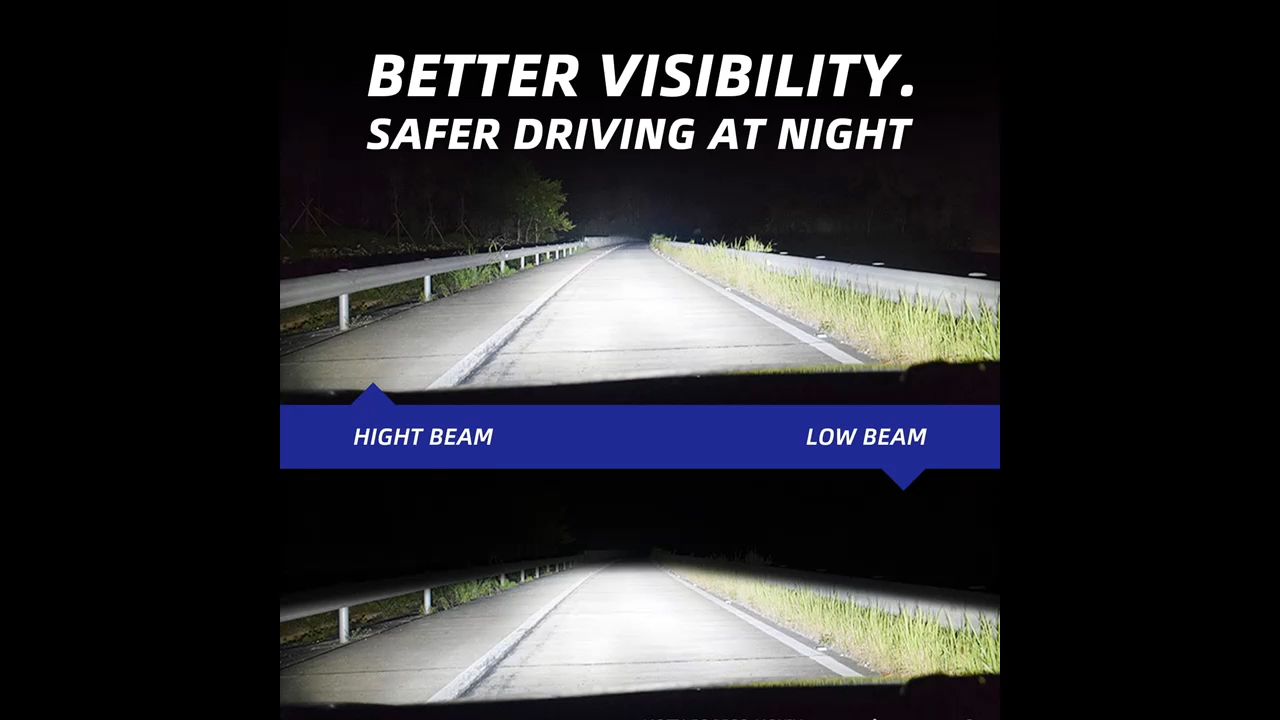 BETTER VISIBILITY.
SAFER DRIVING AT NIGHT
HIGHT BEAM
LOW BEAM